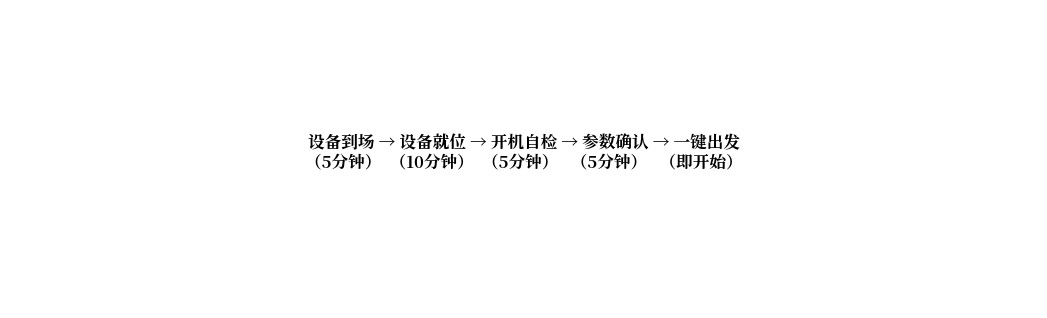 设备到场 → 设备就位 → 开机自检 → 参数确认 → 一键出发
（5分钟） （10分钟） （5分钟） （5分钟） （即开始）